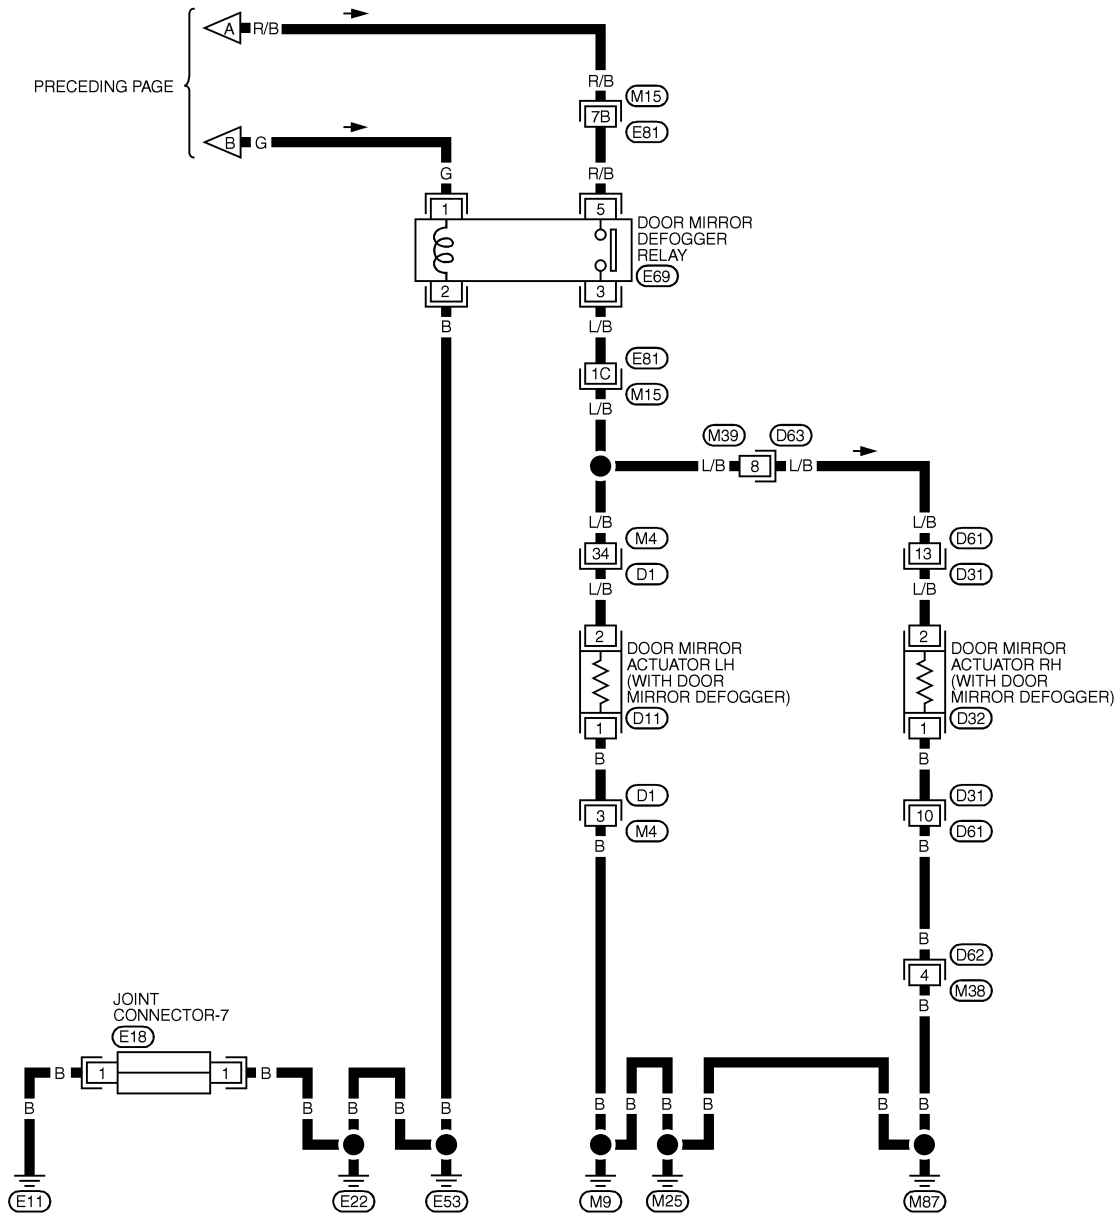 A R/B
PRECEDING PAGE
B G
R/B
M15
7B
E81
G
R/B
1
5
DOOR MIRROR
DEFOGGER
RELAY
E69
2
3
B
L/B
E81
1C
M15
L/B
M39
D63
L/B
8
L/B
L/B
L/B
M4
D61
34
13
D1
D31
L/B
L/B
2
2
DOOR MIRROR
ACTUATOR LH
(WITH DOOR
MIRROR DEFOGGER)
D11
DOOR MIRROR
ACTUATOR RH
(WITH DOOR
MIRROR DEFOGGER)
D32
1
1
B
B
D1
D31
3
10
M4
D61
B
B
B
D62
4
M38
B
JOINT
CONNECTOR-7
E18
B
1
1
B
B
B
B
B
B
B
B
B
B
B
B
E11
E22
E53
M9
M25
M87